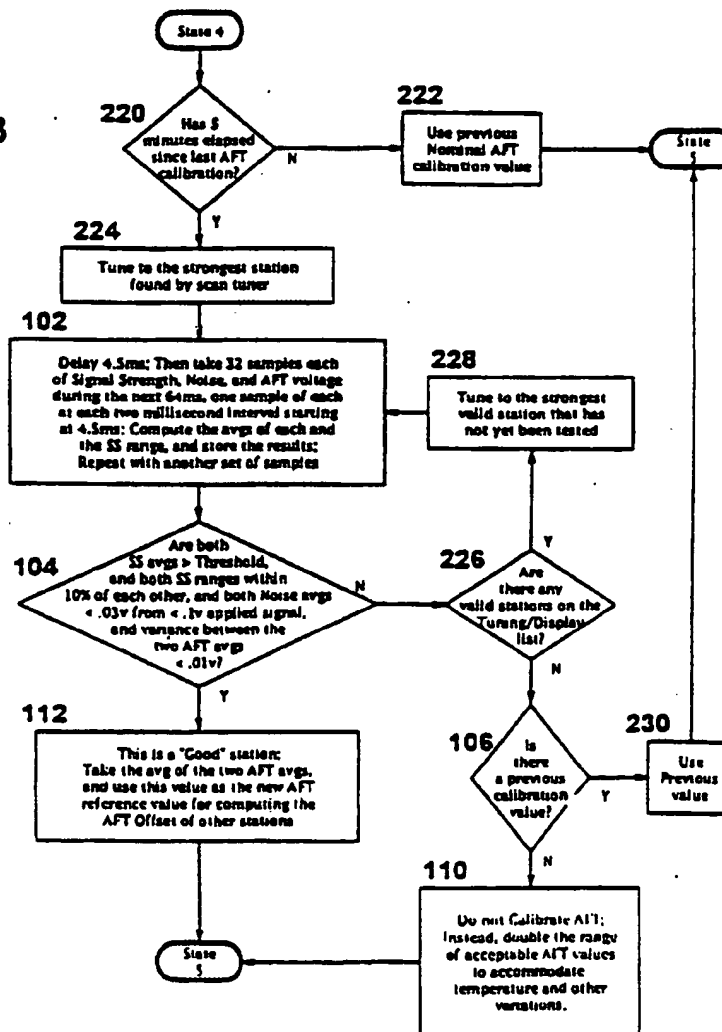 State 4
220
Has 5
minutes elapsed
since last AFT
calibration?
N
Y
222
Use previous
Nominal AFT
calibration value
State
5
224
Tune to the strongest station
found by scan tuner
102
Delay 4.5ms; Then take 32 samples each
of Signal Strength, Noise, and AFT voltage
during the next 64ms, one sample of each
at each two millisecond interval starting
at 4.5ms; Compute the avgs of each and
the SS range, and store the results;
Repeat with another set of samples
228
Tune to the strongest
valid station that has
not yet been tested
Y
104
Are both
SS avgs > Threshold,
and both SS ranges within
10% of each other, and both Noise avgs
< .03v from < .1v applied signal,
and variance between the
two AFT avgs
< .01v?
N
Y
226
Are
there any
valid stations on the
Tuning/Display
list?
N
112
This is a "Good" station;
Take the avg of the two AFT avgs,
and use this value as the new AFT
reference value for computing the
AFT Offset of other stations
106
Is
there
a previous
calibration
value?
Y
N
230
Use
Previous
value
110
Do not Calibrate AFT;
Instead, double the range
of acceptable AFT values
to accommodate
temperature and other
variations.
State
5